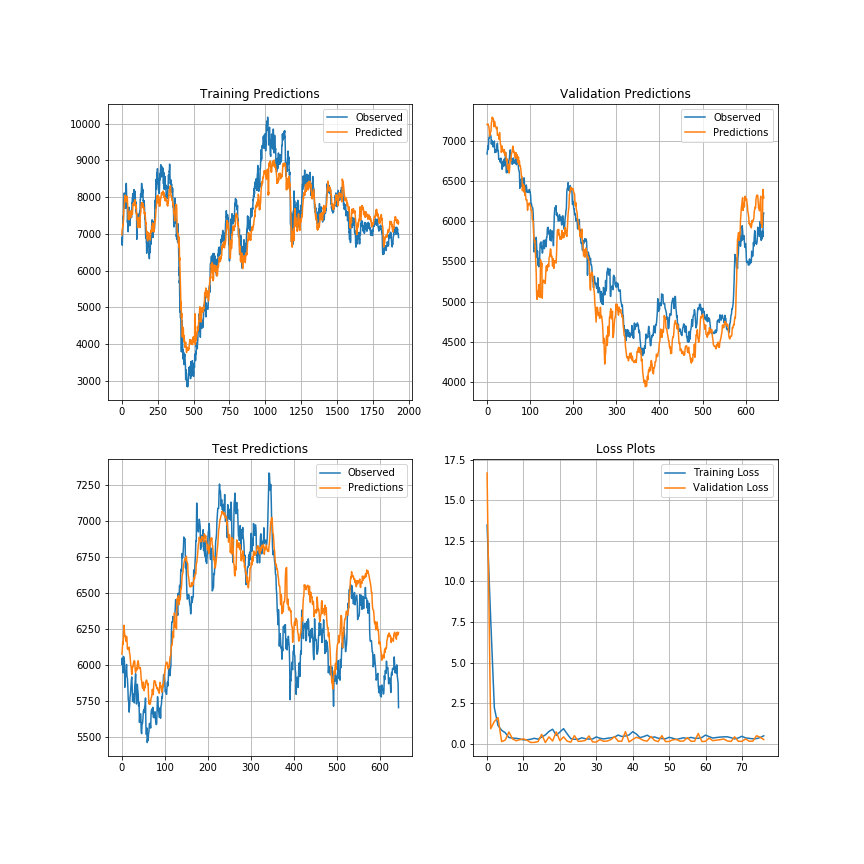 Training Predictions
Observed
Predicted
10000
9000
8000
7000
6000
5000
4000
3000
0 250 500 750 1000 1250 1500 1750 2000
Validation Predictions
Observed
Predictions
7000
6500
6000
5500
5000
4500
4000
0 100 200 300 400 500 600
Test Predictions
Observed
Predictions
7250
7000
6750
6500
6250
6000
5750
5500
0 100 200 300 400 500 600
Loss Plots
Training Loss
Validation Loss
17.5
15.0
12.5
10.0
7.5
5.0
2.5
0.0
0 10 20 30 40 50 60 70